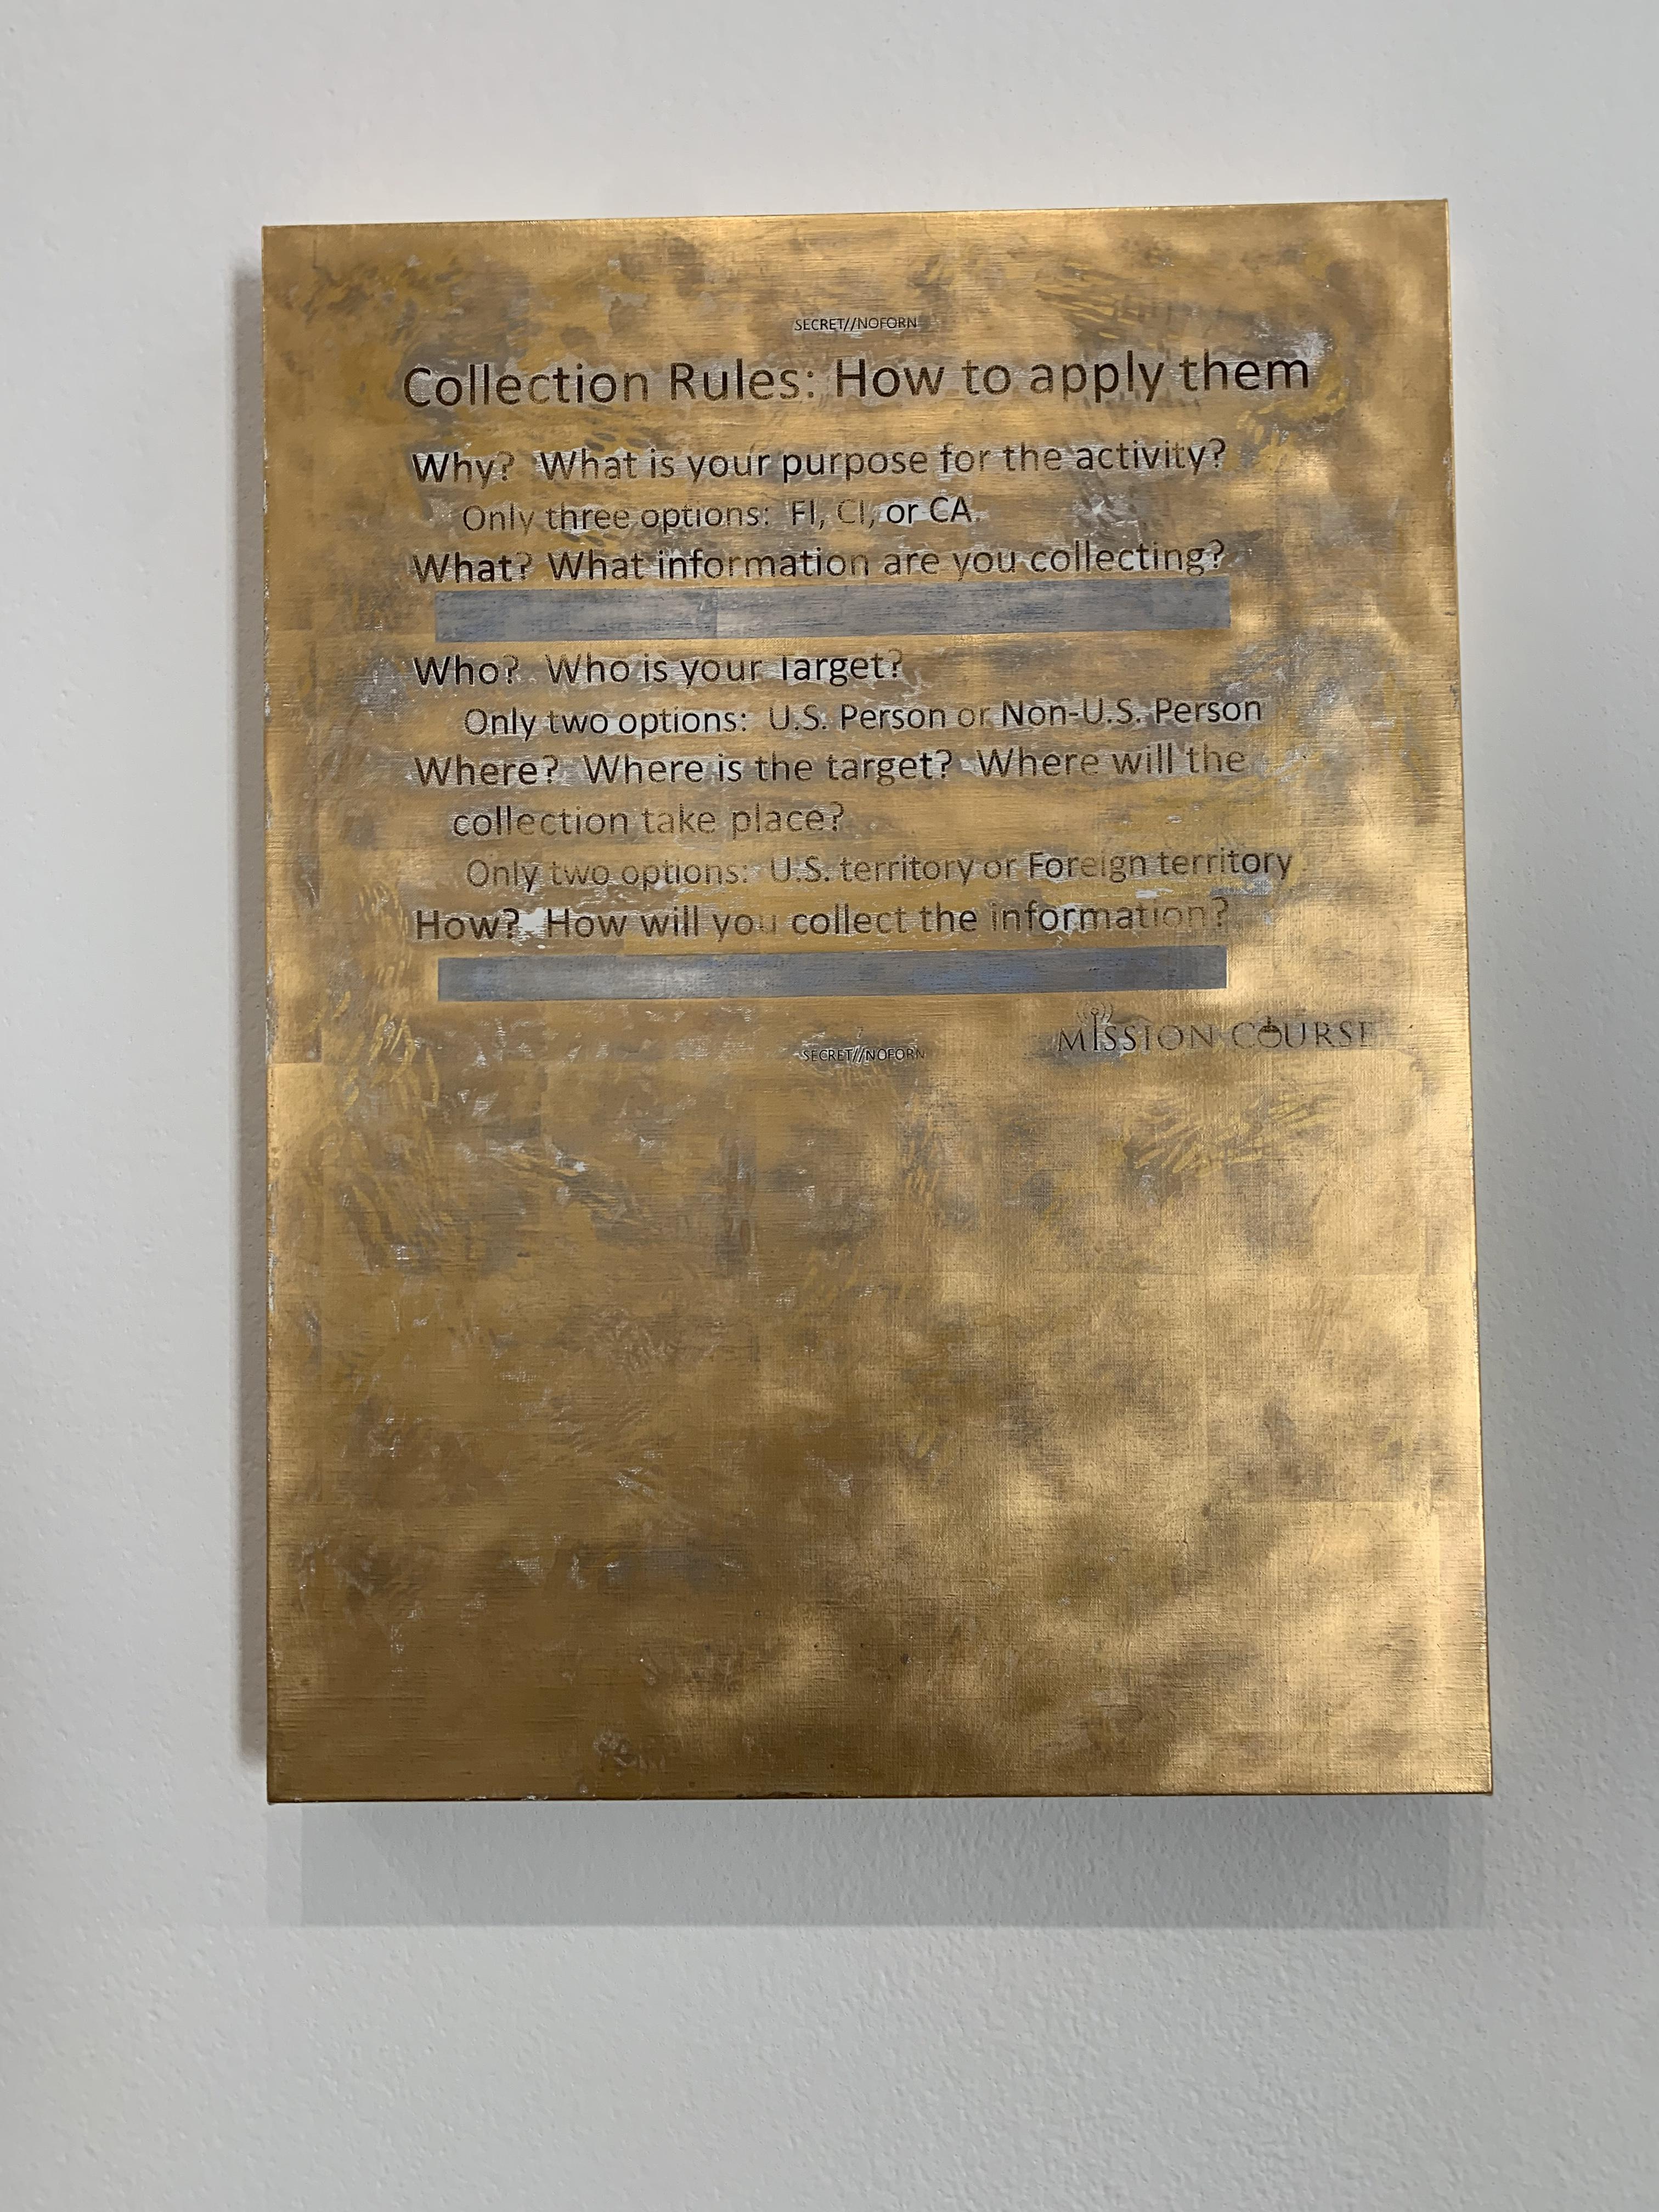 SECRET//NOFORN
Collection Rules: How to apply them
Why? What is your purpose for the activity?
Only three options: FI, CI, or CA.
What? What information are you collecting?
Who? Who is your Target?
Only two options: U.S. Person or Non-U.S. Person
Where? Where is the target? Where will the
collection take place?
Only two options: U.S. territory or Foreign territory
How? How will you collect the information?
MISSION COURSE
SECRET//NOFORN